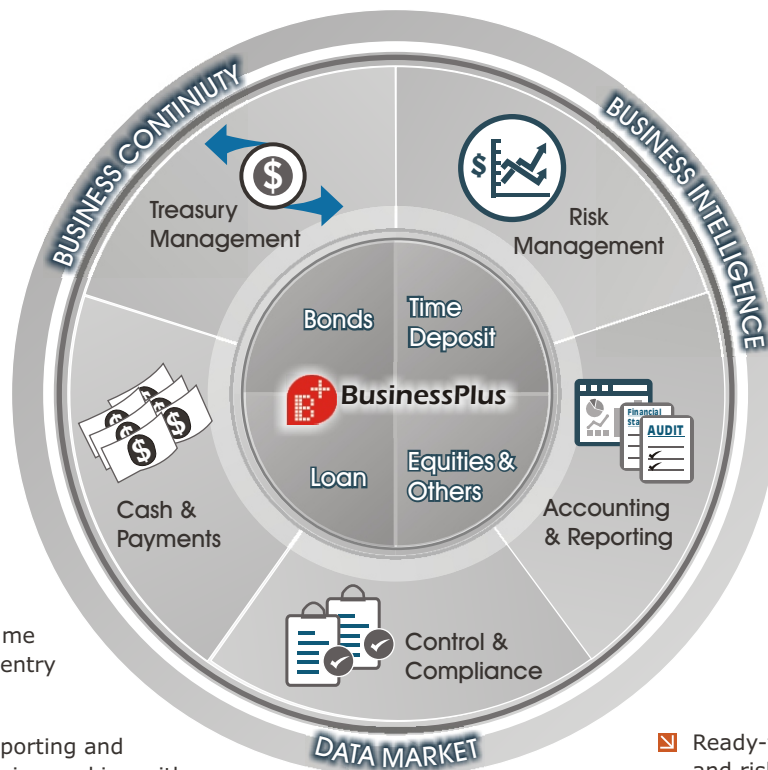 BUSINESS CONTINIUTY
BUSINESS INTELLIGENCE
$
Treasury
Management
$
Risk
Management
Bonds
Time
Deposit
B+
BusinessPlus
Loan
Equities &
Others
$
$
$
$
Cash &
Payments
Financial
AUDIT
Accounting
& Reporting
Control &
Compliance
DATA MARKET
me
entry
porting and
Ready-